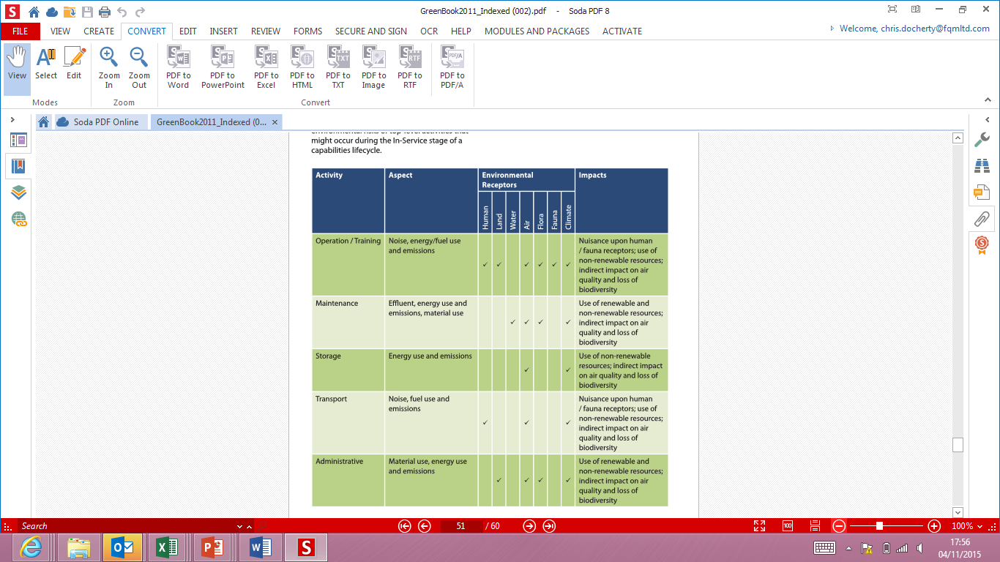 GreenBook2011_Indexed (002).pdf - Soda PDF 8
FILE VIEW CREATE CONVERT EDIT INSERT REVIEW FORMS SECURE AND SIGN OCR HELP MODULES AND PACKAGES ACTIVATE
Welcome, chris.docherty@fqmltd.com
View Select Edit
Zoom In
Zoom Out
PDF to Word
PDF to PowerPoint
PDF to Excel
PDF to HTML
PDF to TXT
PDF to Image
PDF to RTF
PDF to PDF/A
Modes Zoom Convert
Soda PDF Online GreenBook2011_Indexed (0...
might occur during the In-Service stage of a
capabilities lifecycle.
Activity Aspect Environmental Impacts
Receptors
Human Land Water Air Flora Fauna Climate
Operation / Training
Noise, energy/fuel use
and emissions
✓ ✓ ✓ ✓ ✓ ✓
Nuisance upon human
/ fauna receptors; use of
non-renewable resources;
indirect impact on air
quality and loss of
biodiversity
Maintenance
Effluent, energy use and
emissions, material use
✓ ✓ ✓ ✓
Use of renewable and
non-renewable resources;
indirect impact on air
quality and loss of
biodiversity
Storage
Energy use and emissions
✓ ✓
Use of non-renewable
resources; indirect impact
on air quality and loss of
biodiversity
Transport
Noise, fuel use and
emissions
✓ ✓ ✓
Nuisance upon human
/ fauna receptors; use of
non-renewable resources;
indirect impact on air
quality and loss of
biodiversity
Administrative
Material use, energy use
and emissions
✓ ✓ ✓ ✓
Use of renewable and
non-renewable resources;
indirect impact on air
quality and loss of
biodiversity
Search
51 / 60
100%
17:56
04/11/2015